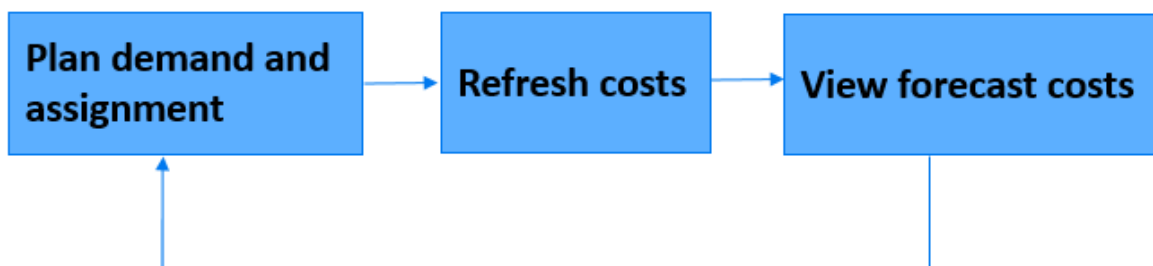 Plan demand and
assignment
Refresh costs
View forecast costs